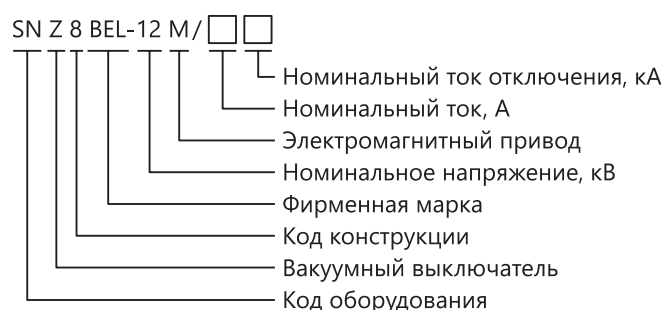 SN Z 8 BEL-12 M/□□
Номинальный ток отключения, кА
Номинальный ток, А
Электромагнитный привод
Номинальное напряжение, кВ
Фирменная марка
Код конструкции
Вакуумный выключатель
Код оборудования